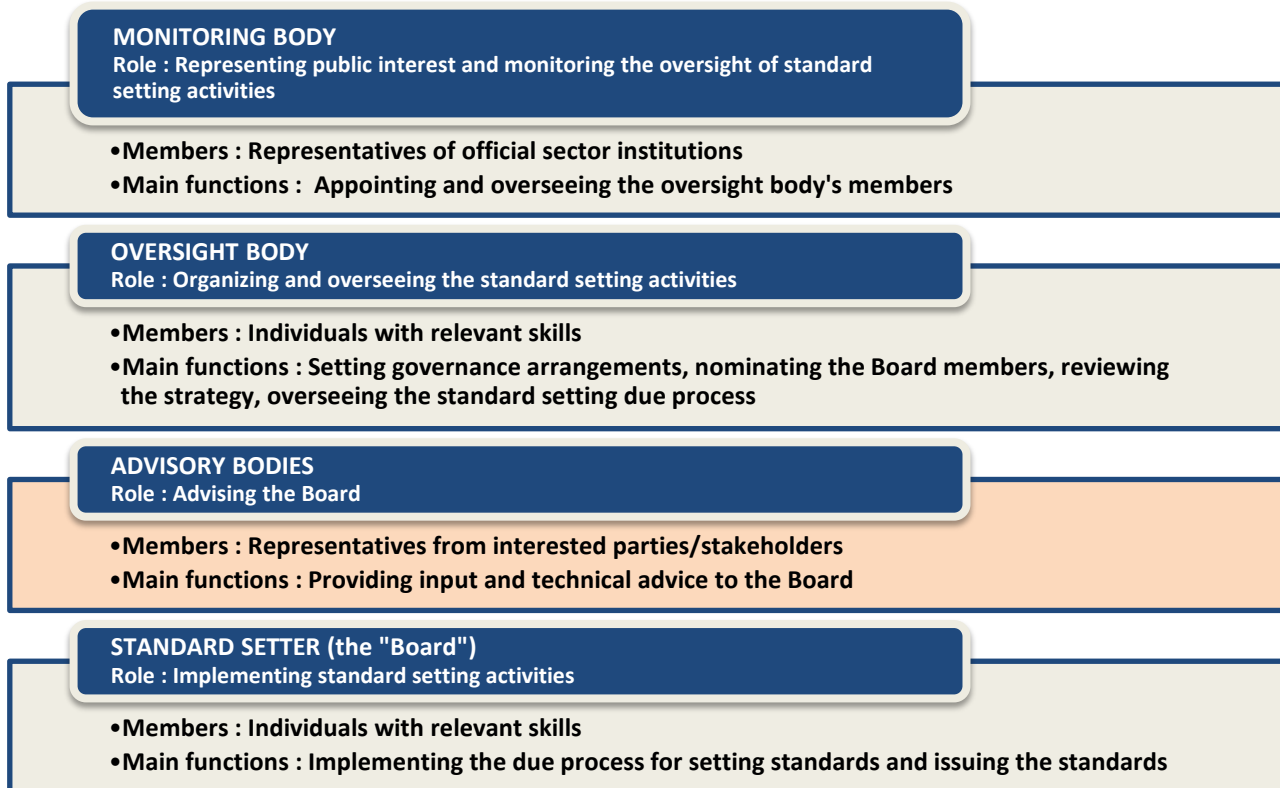 MONITORING BODY
Role : Representing public interest and monitoring the oversight of standard
setting activities
•Members : Representatives of official sector institutions
•Main functions :  Appointing and overseeing the oversight body's members
OVERSIGHT BODY
Role : Organizing and overseeing the standard setting activities
•Members : Individuals with relevant skills
•Main functions : Setting governance arrangements, nominating the Board members, reviewing
the strategy, overseeing the standard setting due process
ADVISORY BODIES
Role : Advising the Board
•Members : Representatives from interested parties/stakeholders
•Main functions : Providing input and technical advice to the Board
STANDARD SETTER (the "Board")
Role : Implementing standard setting activities
•Members : Individuals with relevant skills
•Main functions : Implementing the due process for setting standards and issuing the standards